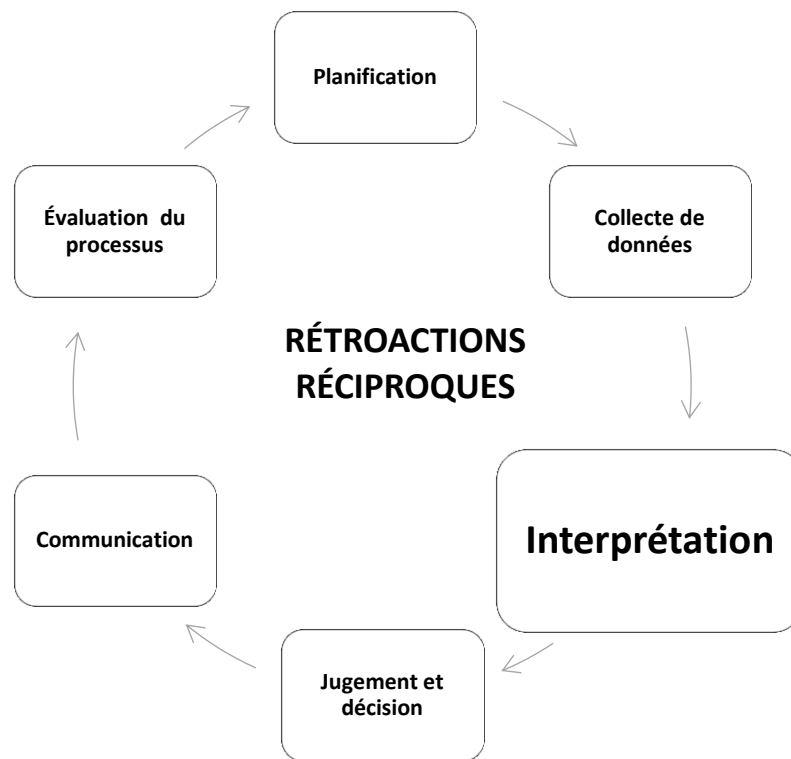 Planification
Collecte de
données
Interprétation
Jugement et
décision
Communication
Évaluation du
processus
RÉTROACTIONS
RÉCIPROQUES